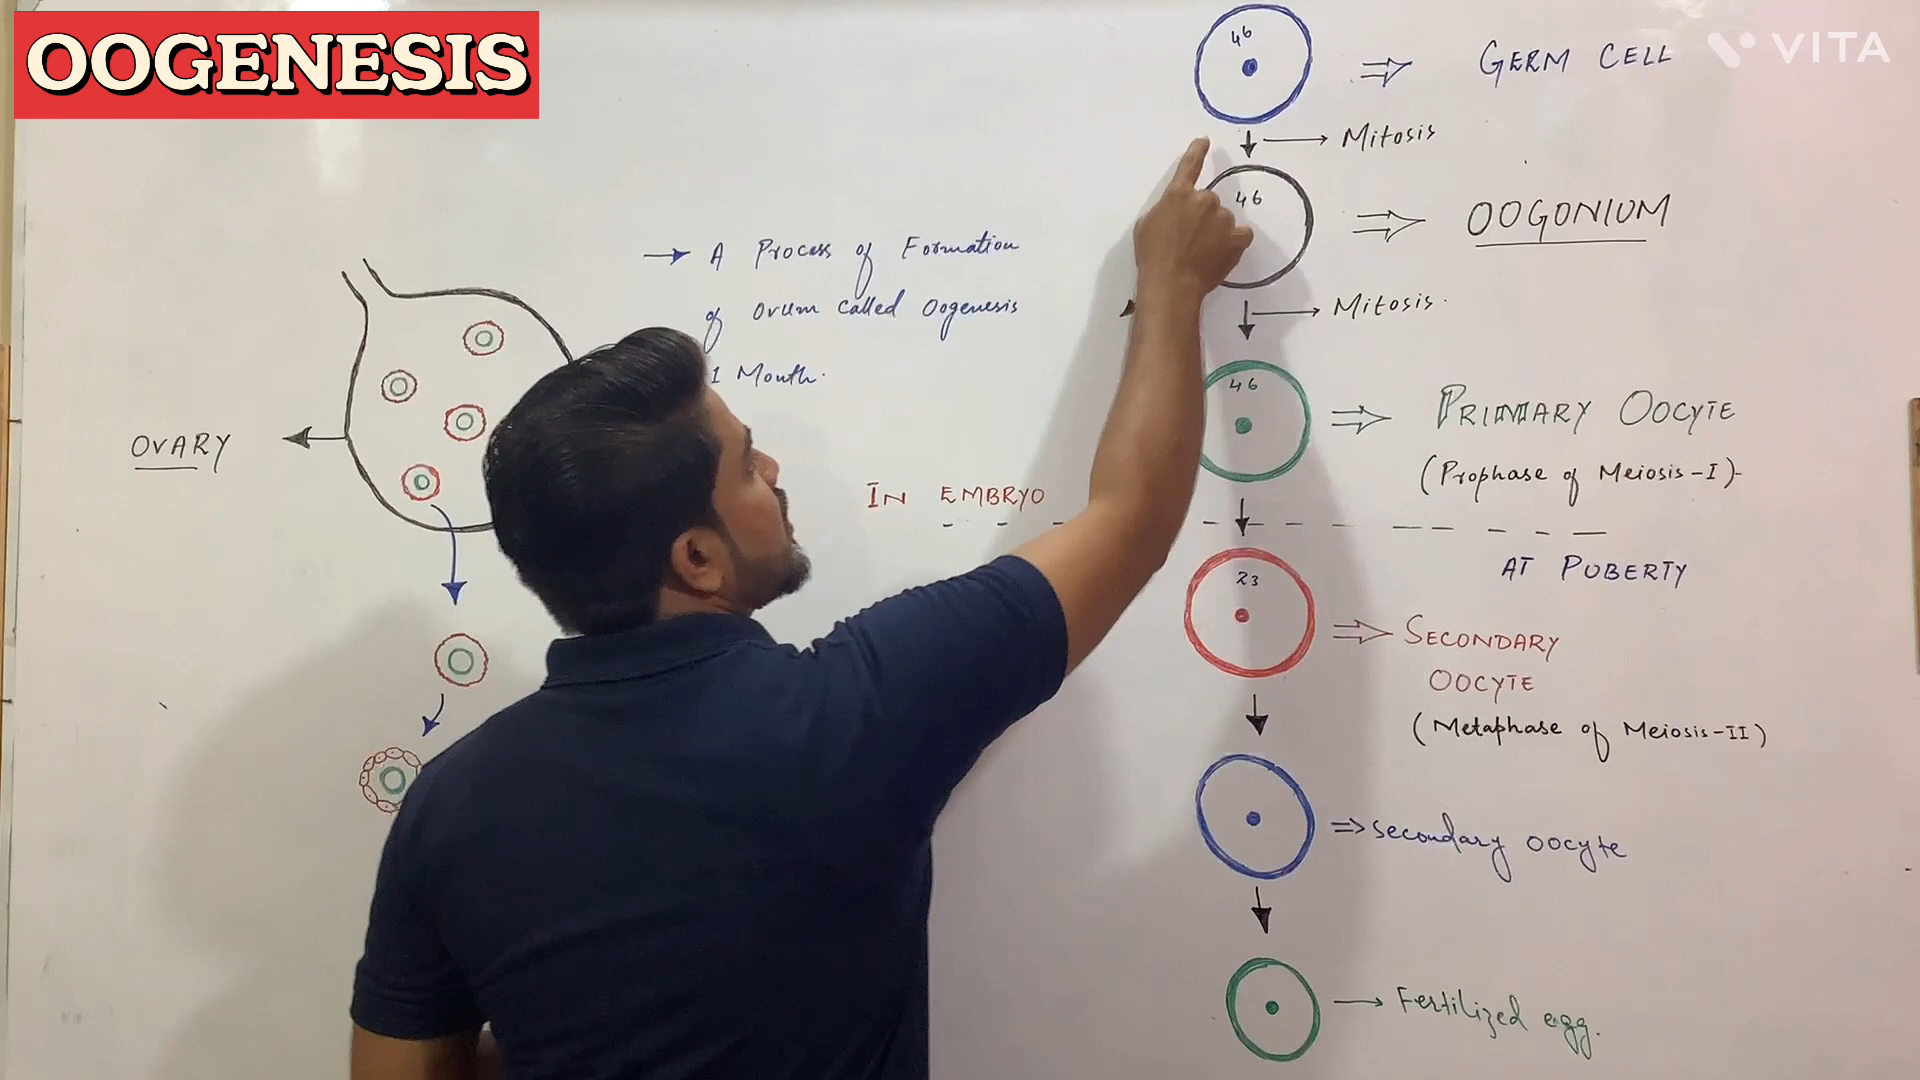 OOGENESIS
VITA
46
GERM CELL
Mitosis
46
OOGONIUM
→ A Process of Formation
of Ovum called Oogenesis
1 Month.
Mitosis.
46
PRIMARY OOCYTE
(Prophase of Meiosis-I)
OVARY
IN EMBRYO
AT PUBERTY
23
SECONDARY
OOCYTE
(Metaphase of Meiosis-II)
Secondary oocyte
Fertilized egg.